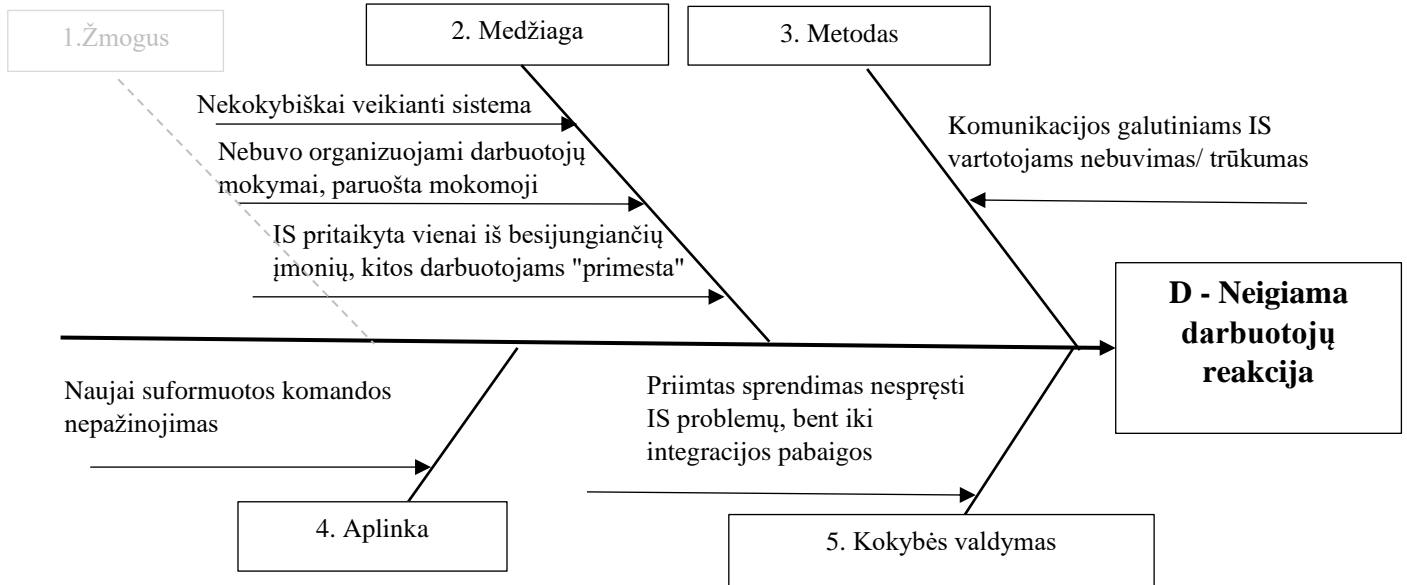 1.Žmogus
2. Medžiaga
3. Metodas
Nekokybiškai veikianti sistema
Nebuvo organizuojami darbuotojų
mokymai, paruošta mokomoji
IS pritaikyta vienai iš besijungiančių
įmonių, kitos darbuotojams "primesta"
Komunikacijos galutiniams IS
vartotojams nebuvimas/ trūkumas
D - Neigiama
darbuotojų
reakcija
Naujai suformuotos komandos
nepažinojimas
Priimtas sprendimas nespręsti
IS problemų, bent iki
integracijos pabaigos
4. Aplinka
5. Kokybės valdymas